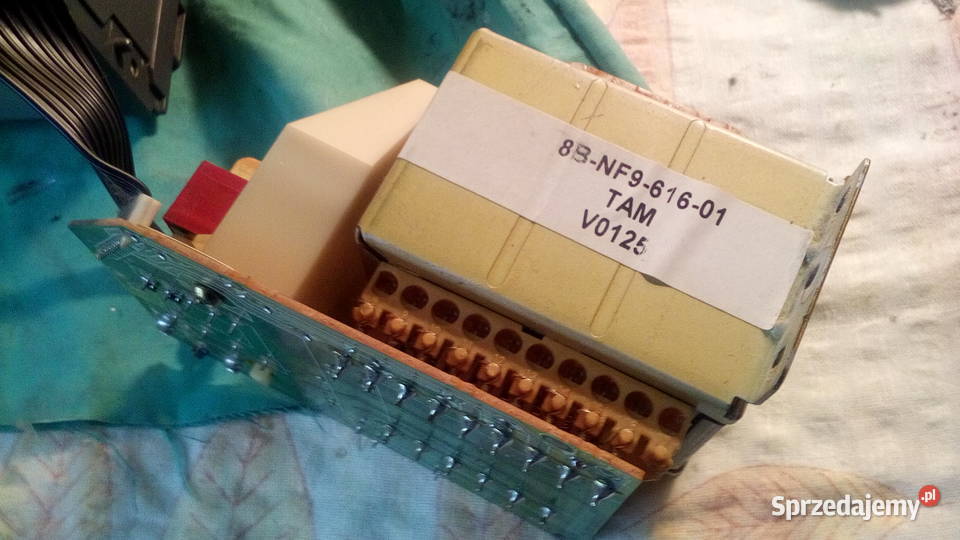 8B-NF9-616-01
TAM
V0125
Sprzedajemy.pl